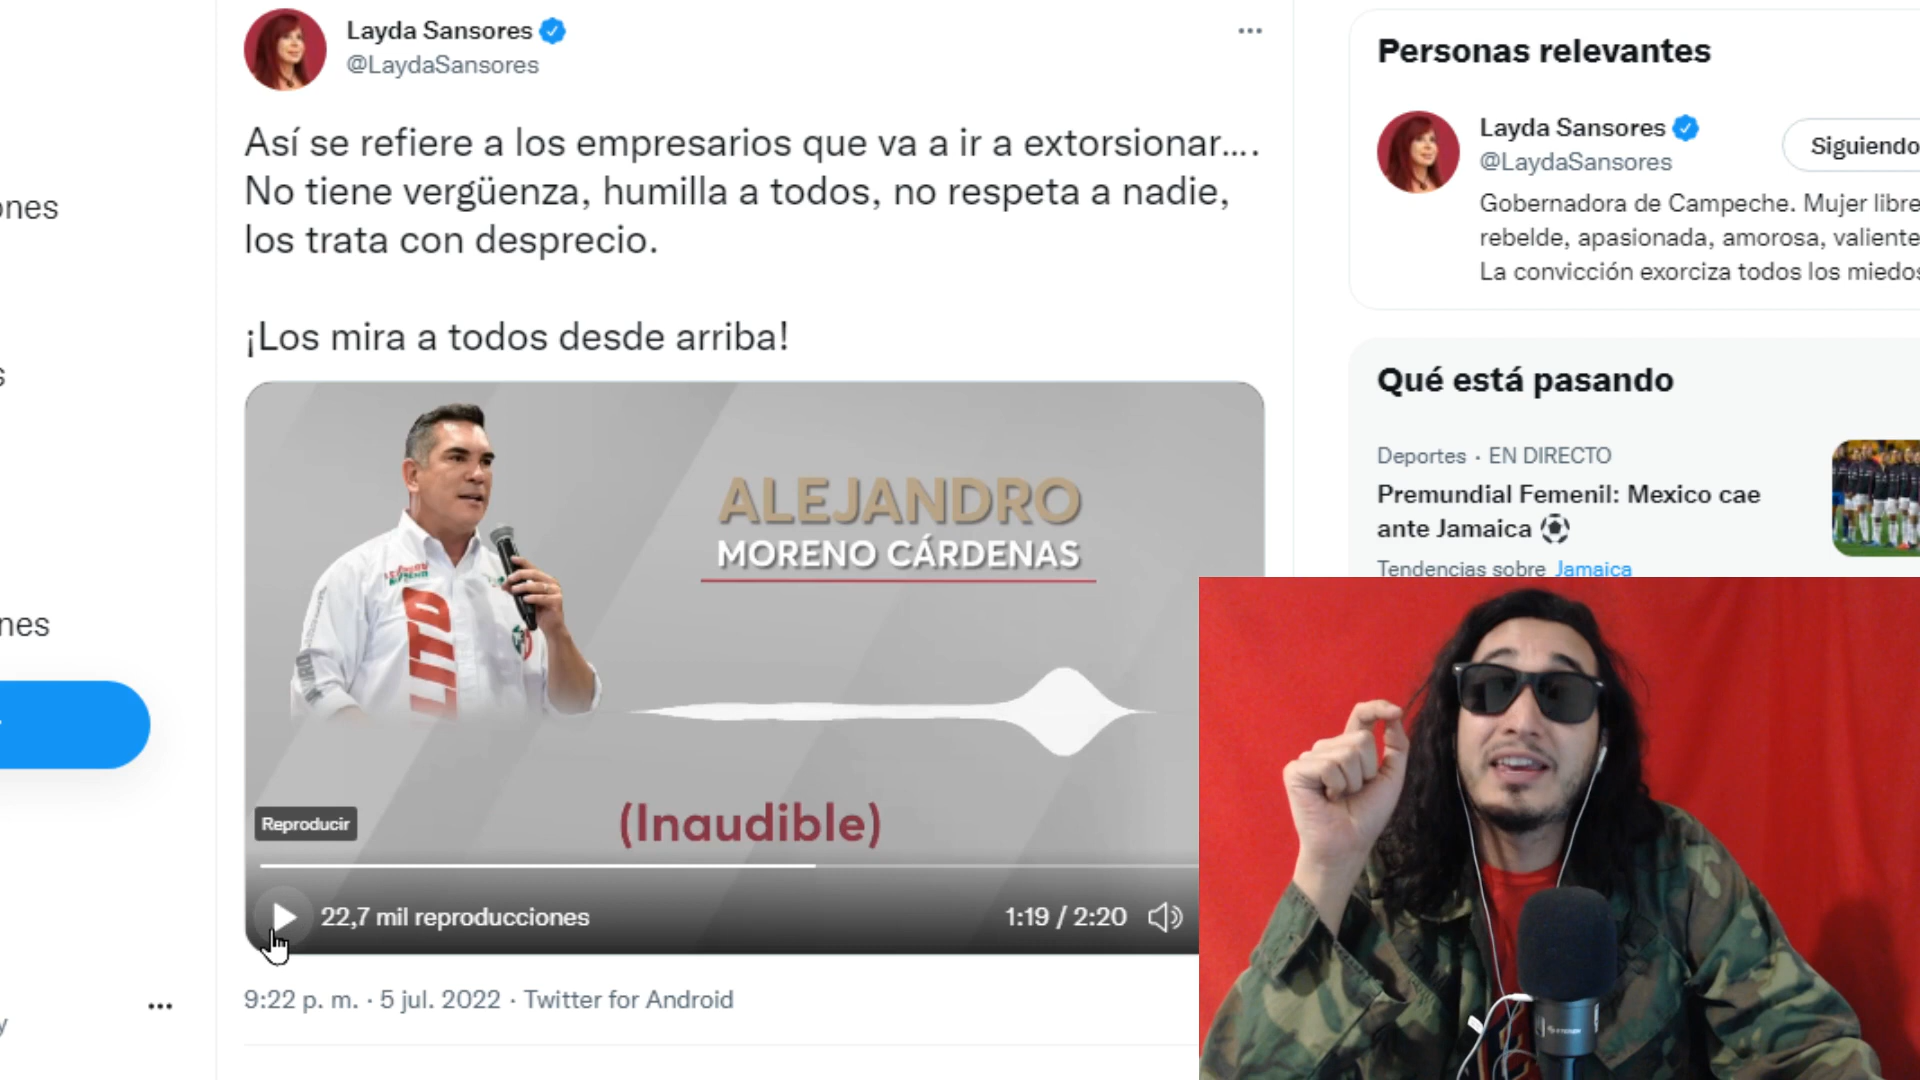 Layda Sansores
@LaydaSansores
Así se refiere a los empresarios que va a ir a extorsionar....
No tiene vergüenza, humilla a todos, no respeta a nadie,
los trata con desprecio.
¡Los mira a todos desde arriba!
ALEJANDRO
MORENO CÁRDENAS
LITO
(Inaudible)
Reproducir
22,7 mil reproducciones
1:19 / 2:20
9:22 p. m. · 5 jul. 2022 · Twitter for Android
ones
s
nes
y
Personas relevantes
Layda Sansores
@LaydaSansores
Siguiendo
Gobernadora de Campeche. Mujer libre
rebelde, apasionada, amorosa, valiente
La convicción exorciza todos los miedos
Qué está pasando
Deportes · EN DIRECTO
Premundial Femenil: Mexico cae
ante Jamaica
Tendencias sobre Jamaica